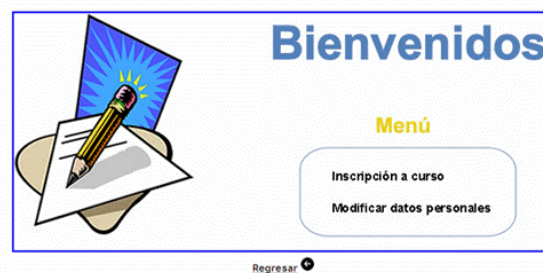 Bienvenidos
Menú
Inscripción a curso
Modificar datos personales
Regresar